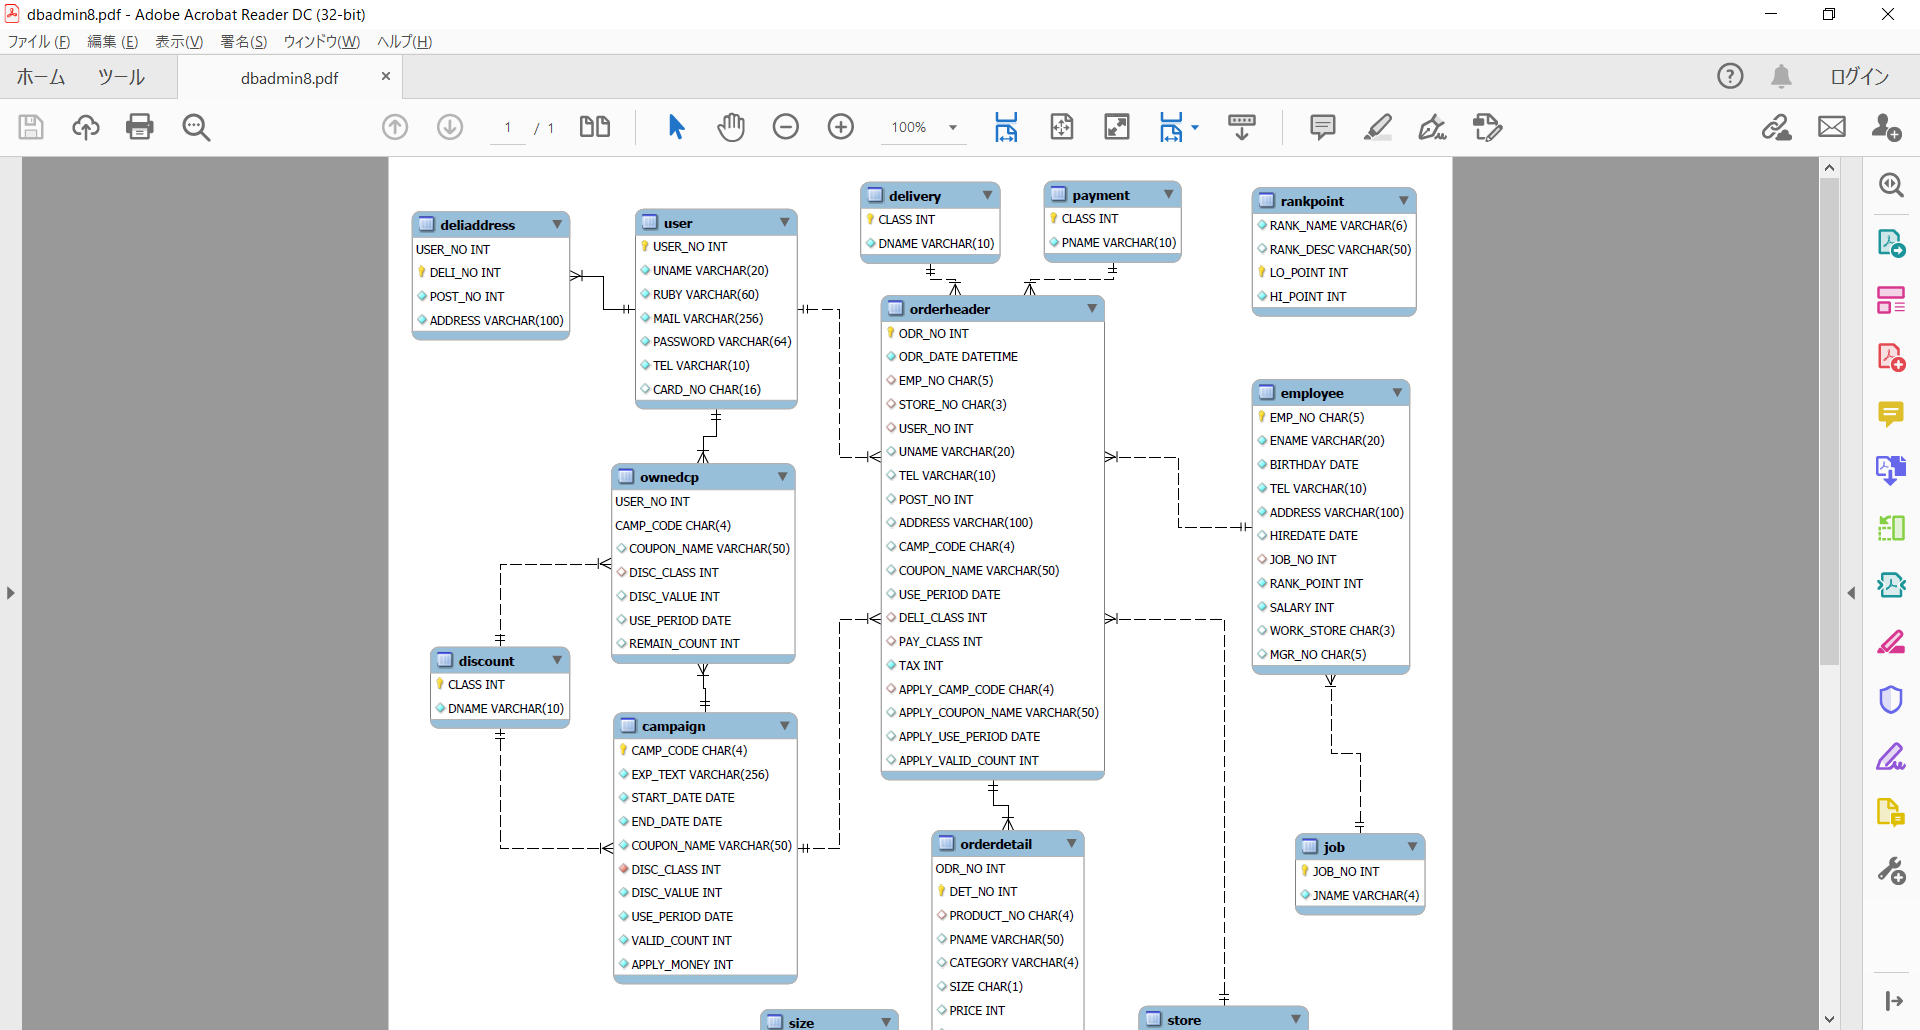 dbadmin8.pdf - Adobe Acrobat Reader DC (32-bit)
ファイル (F) 編集 (E) 表示(V) 署名(S) ウィンドウ(W) ヘルプ(H)
ホーム ツール dbadmin8.pdf × ログイン
1 / 1 100%
deliaddress
USER_NO INT
DELI_NO INT
POST_NO INT
ADDRESS VARCHAR(100)
user
USER_NO INT
UNAME VARCHAR(20)
RUBY VARCHAR(60)
MAIL VARCHAR(256)
PASSWORD VARCHAR(64)
TEL VARCHAR(10)
CARD_NO CHAR(16)
delivery
CLASS INT
DNAME VARCHAR(10)
payment
CLASS INT
PNAME VARCHAR(10)
rankpoint
RANK_NAME VARCHAR(6)
RANK_DESC VARCHAR(50)
LO_POINT INT
HI_POINT INT
orderheader
ODR_NO INT
ODR_DATE DATETIME
EMP_NO CHAR(5)
STORE_NO CHAR(3)
USER_NO INT
UNAME VARCHAR(20)
TEL VARCHAR(10)
POST_NO INT
ADDRESS VARCHAR(100)
CAMP_CODE CHAR(4)
COUPON_NAME VARCHAR(50)
USE_PERIOD DATE
DELI_CLASS INT
PAY_CLASS INT
TAX INT
APPLY_CAMP_CODE CHAR(4)
APPLY_COUPON_NAME VARCHAR(50)
APPLY_USE_PERIOD DATE
APPLY_VALID_COUNT INT
employee
EMP_NO CHAR(5)
ENAME VARCHAR(20)
BIRTHDAY DATE
TEL VARCHAR(10)
ADDRESS VARCHAR(100)
HIREDATE DATE
JOB_NO INT
RANK_POINT INT
SALARY INT
WORK_STORE CHAR(3)
MGR_NO CHAR(5)
ownedcp
USER_NO INT
CAMP_CODE CHAR(4)
COUPON_NAME VARCHAR(50)
DISC_CLASS INT
DISC_VALUE INT
USE_PERIOD DATE
REMAIN_COUNT INT
discount
CLASS INT
DNAME VARCHAR(10)
campaign
CAMP_CODE CHAR(4)
EXP_TEXT VARCHAR(256)
START_DATE DATE
END_DATE DATE
COUPON_NAME VARCHAR(50)
DISC_CLASS INT
DISC_VALUE INT
USE_PERIOD DATE
VALID_COUNT INT
APPLY_MONEY INT
orderdetail
ODR_NO INT
DET_NO INT
PRODUCT_NO CHAR(4)
PNAME VARCHAR(50)
CATEGORY VARCHAR(4)
SIZE CHAR(1)
PRICE INT
job
JOB_NO INT
JNAME VARCHAR(4)
size
store